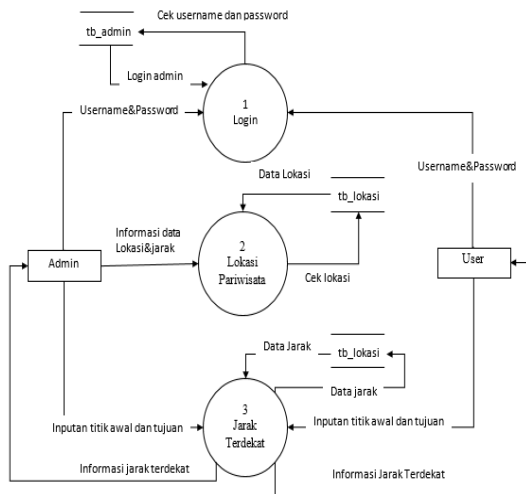 Cek username dan password
tb_admin
Login admin
1
Login
Username&Password
Username&Password
Data Lokasi
tb_lokasi
Informasi data
Lokasi&jarak
2
Lokasi
Pariwisata
Admin
User
Cek lokasi
Data Jarak
tb_lokasi
Data jarak
3
Jarak
Terdekat
Inputan titik awal dan tujuan
Inputan titik awal dan tujuan
Informasi jarak terdekat
Informasi Jarak Terdekat